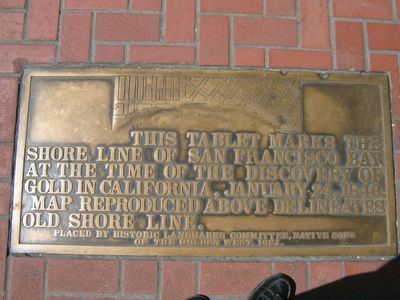 THIS TABLET MARKS THE
SHORE LINE OF SAN FRANCISCO BAY
AT THE TIME OF THE DISCOVERY OF
GOLD IN CALIFORNIA, JANUARY 24, 1848.
MAP REPRODUCED ABOVE DELINEATES
OLD SHORE LINE.
PLACED BY HISTORIC LANDMARKS COMMITTEE, NATIVE SONS
OF THE GOLDEN WEST, 1921.